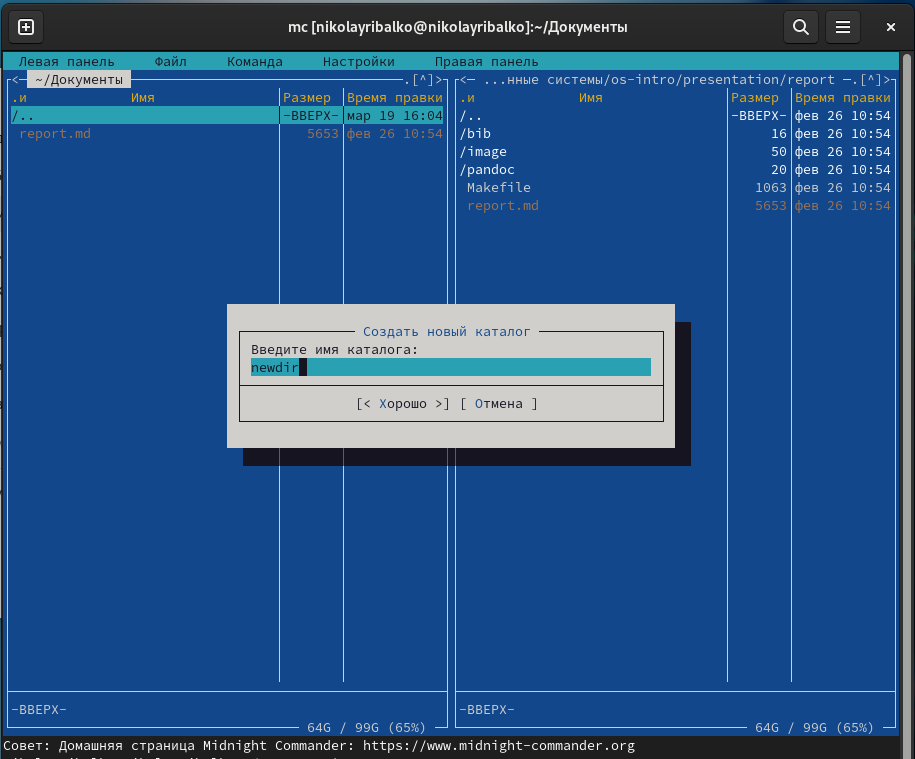 mc [nikolayribalko@nikolayribalko]:~/Документы
Левая панель Файл Команда Настройки Правая панель
<─ ~/Документы .[^]>
.и Имя Размер Время правки
/.. -ВВЕРХ- мар 19 16:04
report.md 5653 фев 26 10:54
<─ ...нные системы/os-intro/presentation/report ─.[^]>
.и Имя Размер Время правки
/.. -ВВЕРХ- фев 26 10:54
/bib 16 фев 26 10:54
/image 50 фев 26 10:54
/pandoc 20 фев 26 10:54
Makefile 1063 фев 26 10:54
report.md 5653 фев 26 10:54
Создать новый каталог
Введите имя каталога:
newdir
[< Хорошо >] [ Отмена ]
-ВВЕРХ-
64G / 99G (65%)
-ВВЕРХ-
64G / 99G (65%)
Совет: Домашняя страница Midnight Commander: https://www.midnight-commander.org